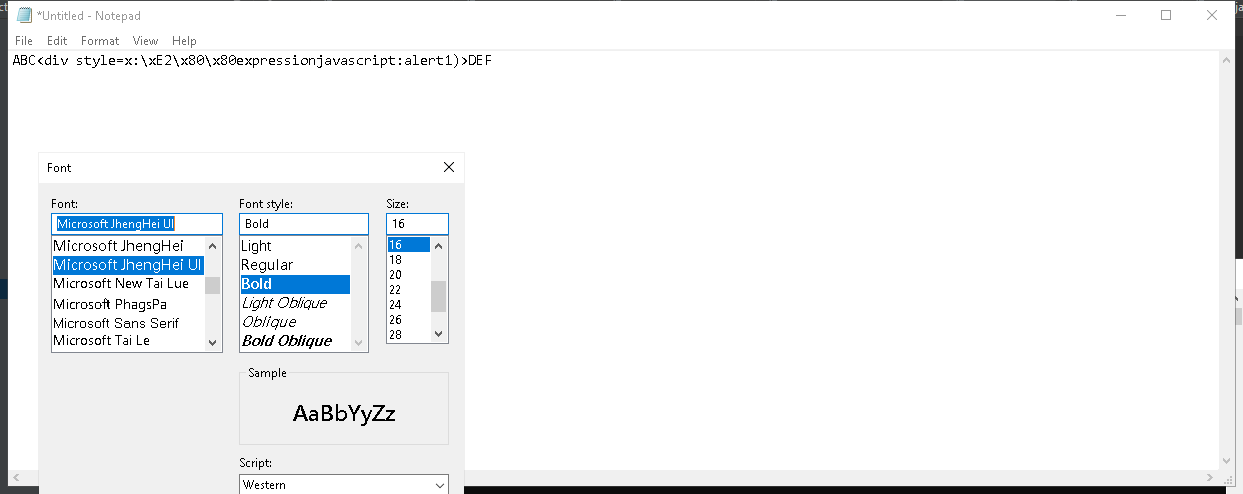 *Untitled - Notepad
File Edit Format View Help
ABC<div style=x:\xE2\x80\x80expressionjavascript:alert1)>DEF
Font
Font:
Microsoft JhengHei UI
Microsoft JhengHei
Microsoft JhengHei UI
Microsoft New Tai Lue
Microsoft PhagsPa
Microsoft Sans Serif
Microsoft Tai Le
Font style:
Bold
Light
Regular
Bold
Light Oblique
Oblique
Bold Oblique
Size:
16
16
18
20
22
24
26
28
Sample
AaBbYyZz
Script:
Western